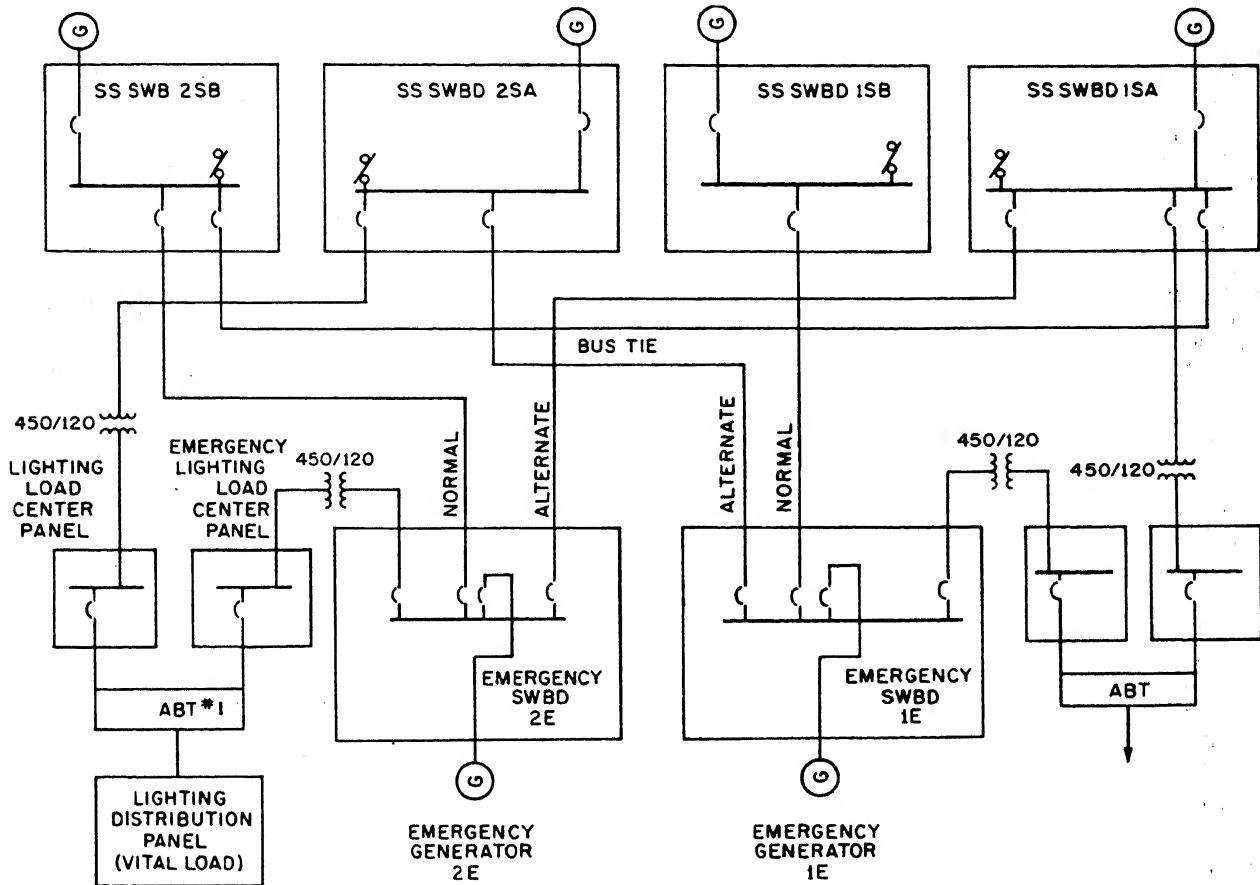 G
G
G
G
SS SWB 2SB
SS SWBD 2SA
SS SWBD 1SB
SS SWBD 1SA
BUS TIE
450/120
LIGHTING
LOAD
CENTER
PANEL
EMERGENCY
LIGHTING
LOAD
CENTER
PANEL
450/120
NORMAL
ALTERNATE
ALTERNATE
NORMAL
450/120
450/120
ABT #1
EMERGENCY
SWBD
2E
EMERGENCY
SWBD
1E
ABT
G
G
LIGHTING
DISTRIBUTION
PANEL
(VITAL LOAD)
EMERGENCY
GENERATOR
2E
EMERGENCY
GENERATOR
1E